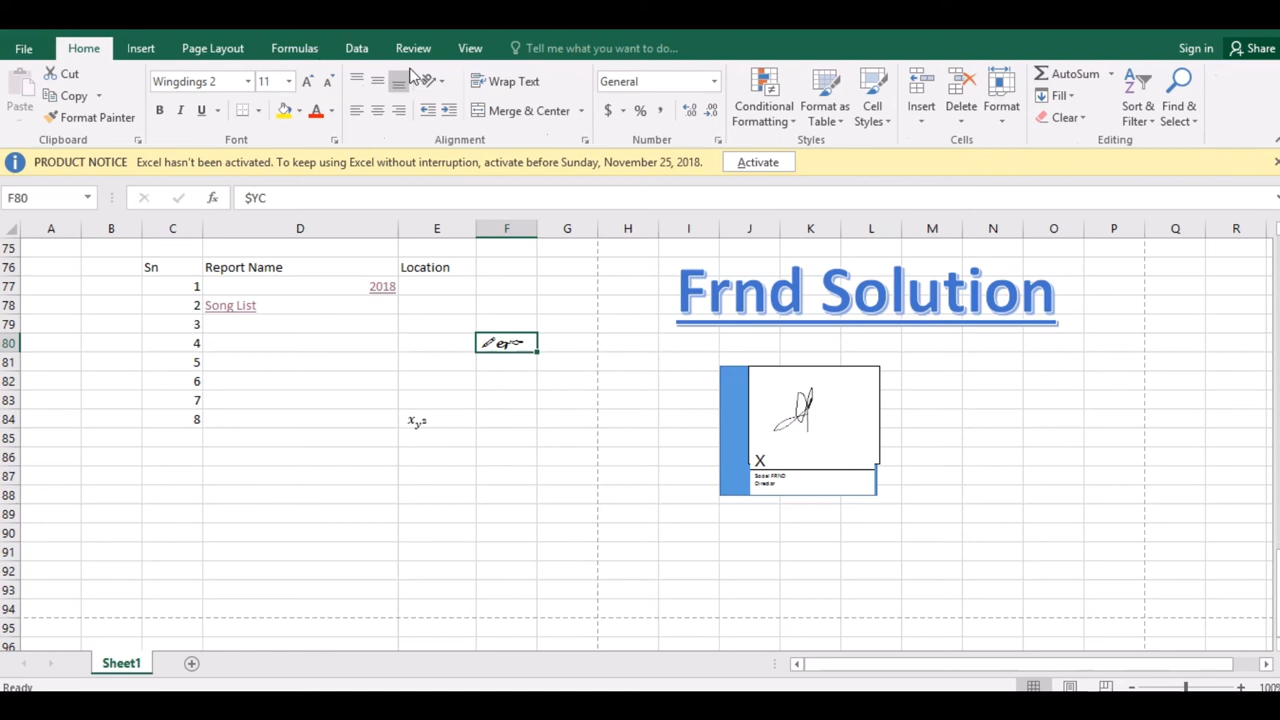 File Home Insert Page Layout Formulas Data Review View Tell me what you want to do... Sign in Share
Paste Cut Copy Format Painter Clipboard
Wingdings 2 11 A A B I U A Font
Wrap Text Merge & Center Alignment
General $ % , Number
Conditional Formatting Format as Table Cell Styles Styles
Insert Delete Format Cells
AutoSum Fill Clear Sort & Filter Find & Select Editing
PRODUCT NOTICE Excel hasn't been activated. To keep using Excel without interruption, activate before Sunday, November 25, 2018. Activate
F80 fx $YC
A B C D E F G H I J K L M N O P Q R
75
76 Sn Report Name Location
77 1 2018
78 2 Song List
79 3
80 4
81 5
82 6
83 7
84 8
85
86
87
88
89
90
91
92
93
94
95
96
Frnd Solution
X
Social FRND
Director
Sheet1
Ready 100%